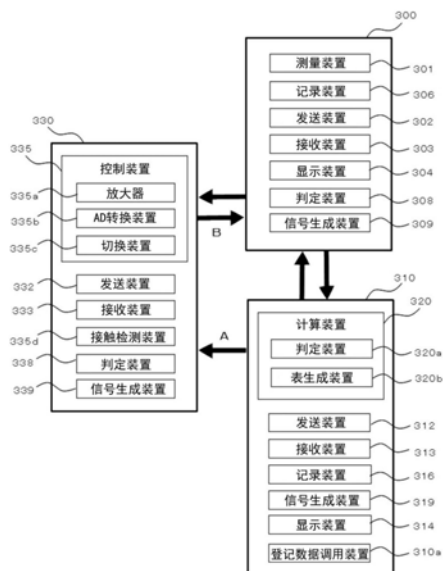 300
测量装置
301
记录装置
306
发送装置
302
接收装置
303
显示装置
304
判定装置
308
信号生成装置
309
330
335
控制装置
放大器
335a
AD转换装置
335b
切换装置
335c
发送装置
332
接收装置
333
接触检测装置
335d
判定装置
338
信号生成装置
339
B
A
310
计算装置
320
判定装置
320a
表生成装置
320b
发送装置
312
接收装置
313
记录装置
316
信号生成装置
319
显示装置
314
登记数据调用装置
310a